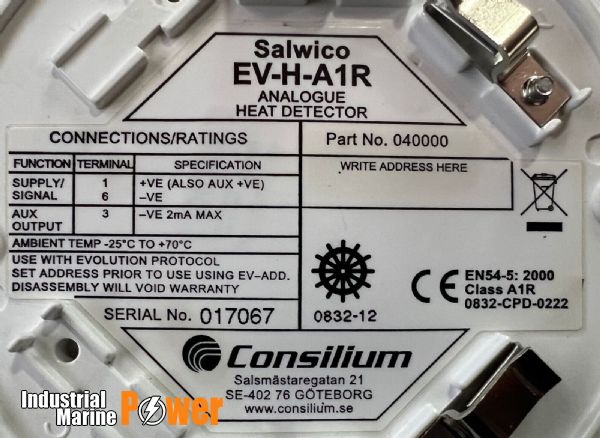 Salwico
EV-H-A1R
ANALOGUE
HEAT DETECTOR
CONNECTIONS/RATINGS
Part No. 040000
FUNCTION TERMINAL SPECIFICATION
WRITE ADDRESS HERE
SUPPLY/ 1 +VE (ALSO AUX +VE)
SIGNAL 6 –VE
AUX 3 –VE 2mA MAX
OUTPUT
AMBIENT TEMP -25°C TO +70°C
USE WITH EVOLUTION PROTOCOL
SET ADDRESS PRIOR TO USE USING EV-ADD.
DISASSEMBLY WILL VOID WARRANTY
CE EN54-5: 2000
Class A1R
0832-CPD-0222
SERIAL No. 017067
0832-12
Consilium
Salsmästaregatan 21
SE-402 76 GÖTEBORG
www.consilium.se
Industrial
Marine Power